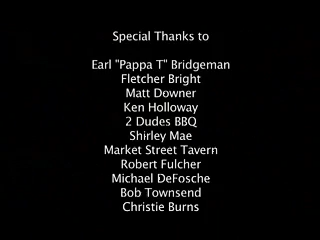 Special Thanks to
Earl "Pappa T" Bridgeman
Fletcher Bright
Matt Downer
Ken Holloway
2 Dudes BBQ
Shirley Mae
Market Street Tavern
Robert Fulcher
Michael DeFosche
Bob Townsend
Christie Burns